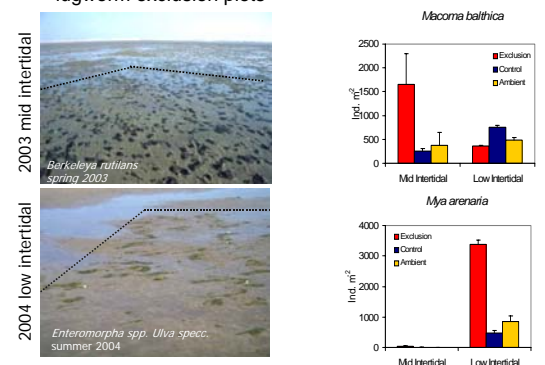 lugworm exclusion plots
2003 mid intertidal
Berkeleya rutilans
spring 2003
2004 low intertidal
Enteromorpha spp. Ulva specc.
summer 2004
Macoma balthica
Ind. m⁻²
2500
2000
1500
1000
500
0
Exclusion
Control
Ambient
Mid Intertidal
Low Intertidal
Mya arenaria
Ind. m⁻²
4000
3000
2000
1000
0
Exclusion
Control
Ambient
Mid Intertidal
Low Intertidal